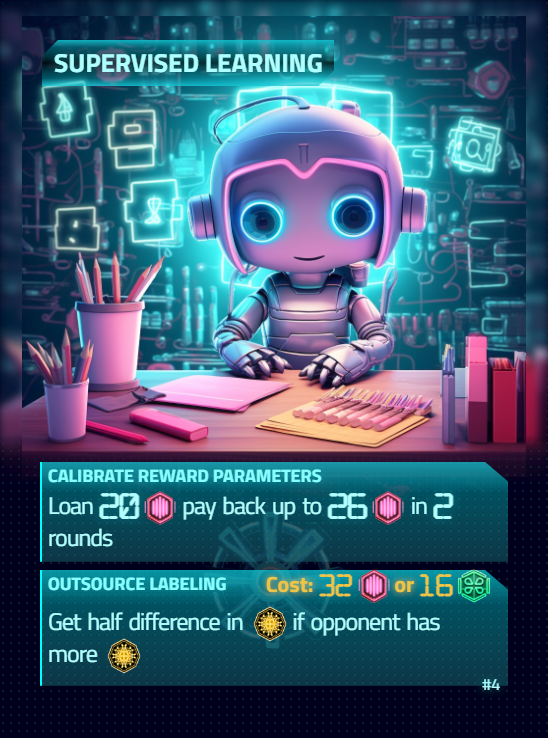 SUPERVISED LEARNING
CALIBRATE REWARD PARAMETERS
Loan 20 pay back up to 26 in 2
rounds
OUTSOURCE LABELING Cost: 32 or 16
Get half difference in if opponent has
more
#4